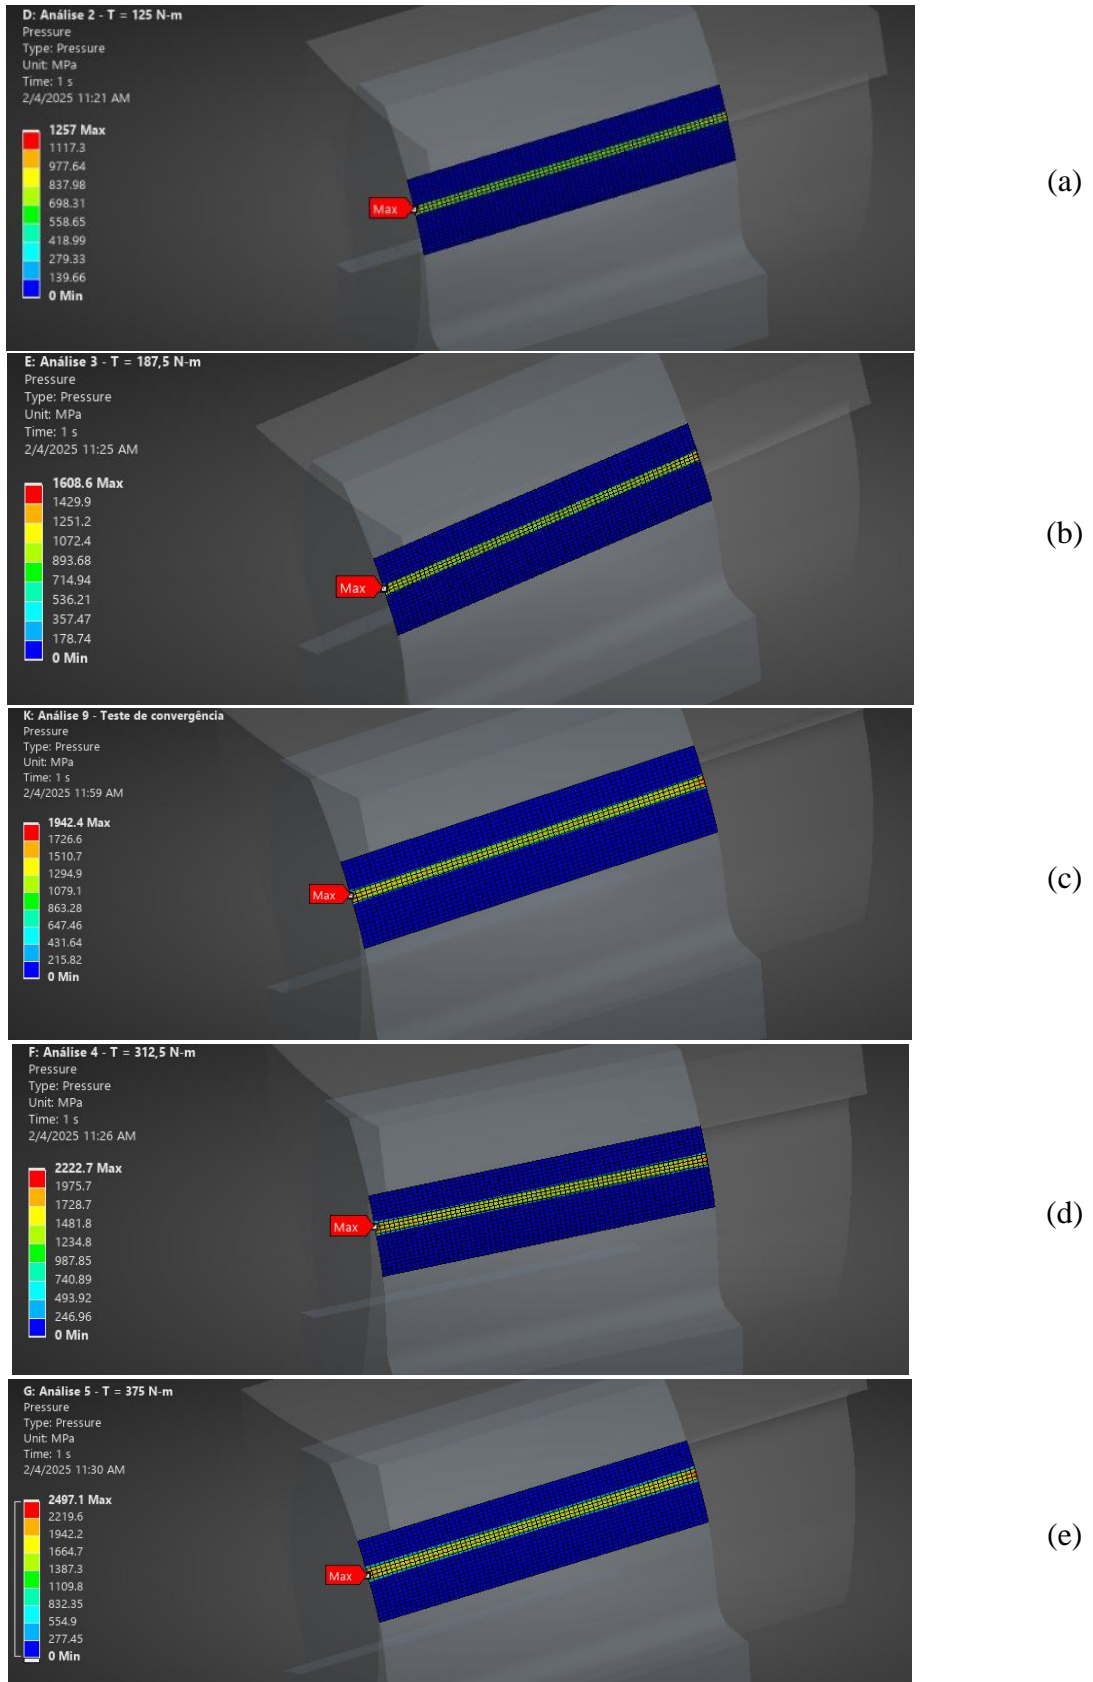 D: Análise 2 - T = 125 N-m
Pressure
Type: Pressure
Unit: MPa
Time: 1 s
2/4/2025 11:21 AM
1257 Max
1117.3
977.64
837.98
698.31
558.65
418.99
279.33
139.66
0 Min
Max
(a)
E: Análise 3 - T = 187,5 N-m
Pressure
Type: Pressure
Unit: MPa
Time: 1 s
2/4/2025 11:25 AM
1608.6 Max
1429.9
1251.2
1072.4
893.68
714.94
536.21
357.47
178.74
0 Min
Max
(b)
K: Análise 9 - Teste de convergência
Pressure
Type: Pressure
Unit: MPa
Time: 1 s
2/4/2025 11:59 AM
1942.4 Max
1726.6
1510.7
1294.9
1079.1
863.28
647.46
431.64
215.82
0 Min
Max
(c)
F: Análise 4 - T = 312,5 N-m
Pressure
Type: Pressure
Unit: MPa
Time: 1 s
2/4/2025 11:26 AM
2222.7 Max
1975.7
1728.7
1481.8
1234.8
987.85
740.89
493.92
246.96
0 Min
Max
(d)
G: Análise 5 - T = 375 N-m
Pressure
Type: Pressure
Unit: MPa
Time: 1 s
2/4/2025 11:30 AM
2497.1 Max
2219.6
1942.2
1664.7
1387.3
1109.8
832.35
554.9
277.45
0 Min
Max
(e)